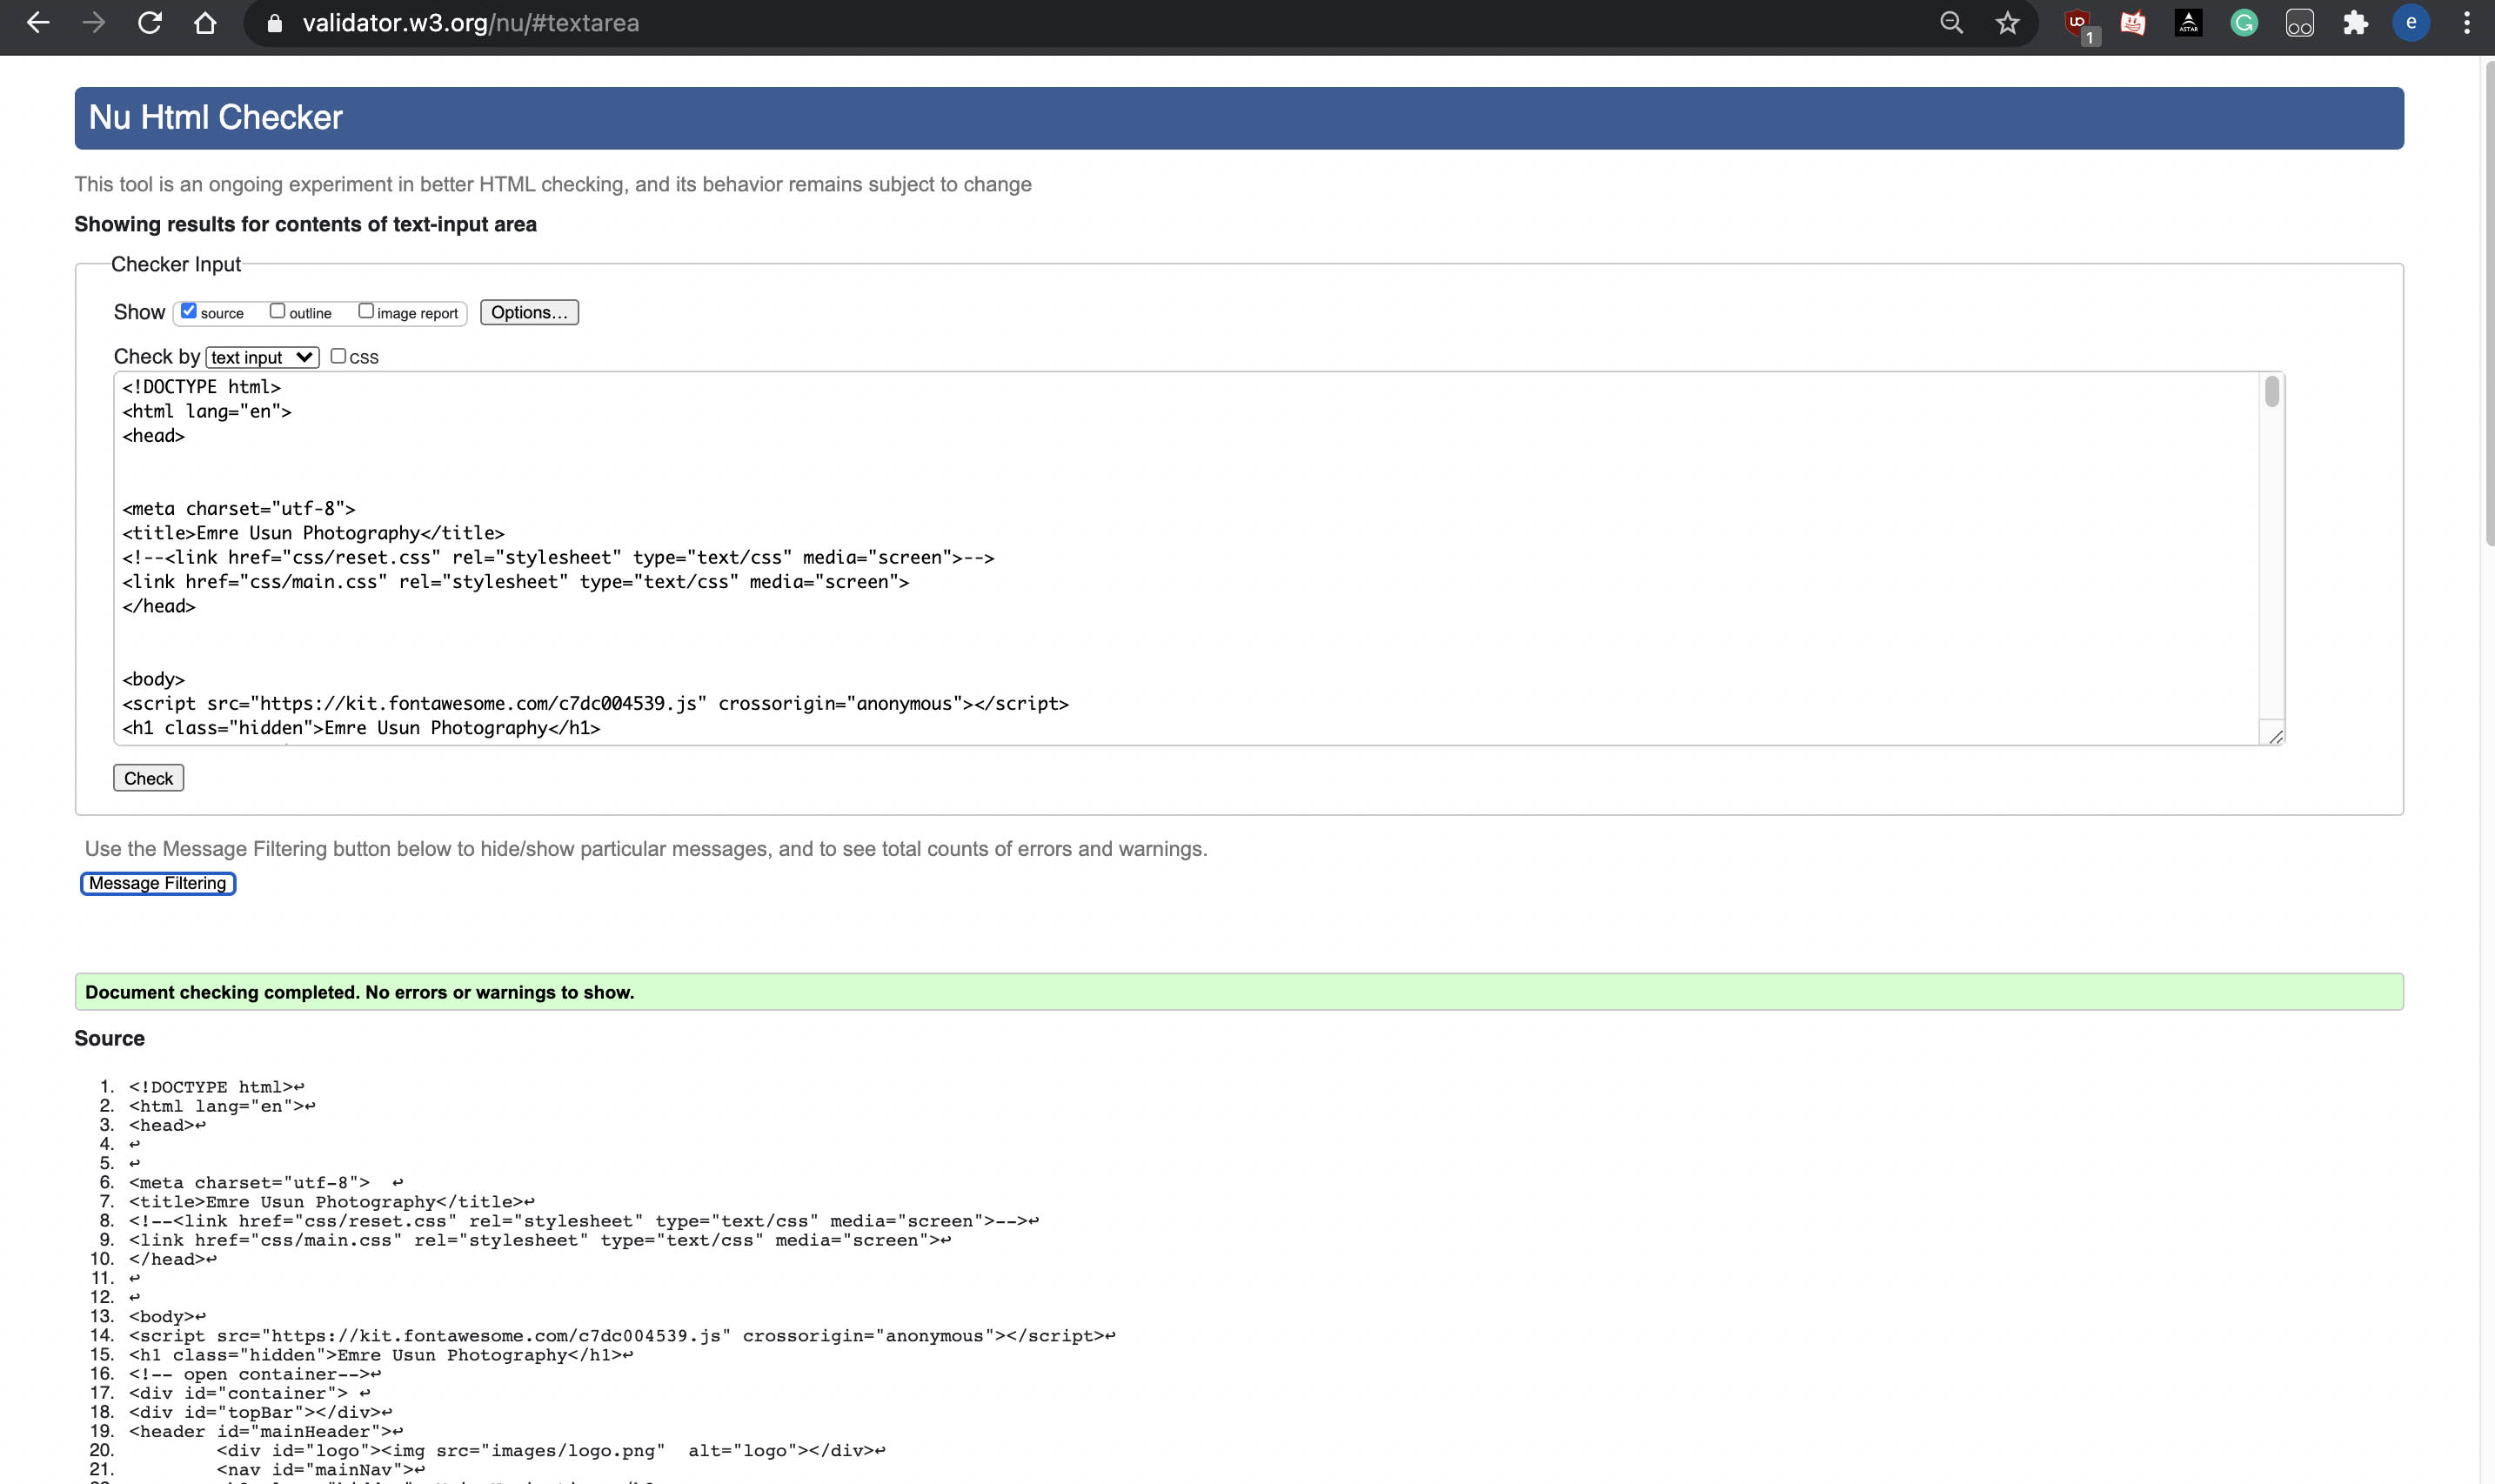 validator.w3.org/nu/#textarea
1
ASTAR
e
Nu Html Checker
This tool is an ongoing experiment in better HTML checking, and its behavior remains subject to change
Showing results for contents of text-input area
Checker Input
Show source outline image report Options...
Check by text input CSS
<!DOCTYPE html>
<html lang="en">
<head>
<meta charset="utf-8">
<title>Emre Usun Photography</title>
<!--<link href="css/reset.css" rel="stylesheet" type="text/css" media="screen">-->
<link href="css/main.css" rel="stylesheet" type="text/css" media="screen">
</head>
<body>
<script src="https://kit.fontawesome.com/c7dc004539.js" crossorigin="anonymous"></script>
<h1 class="hidden">Emre Usun Photography</h1>
Check
Use the Message Filtering button below to hide/show particular messages, and to see total counts of errors and warnings.
Message Filtering
Document checking completed. No errors or warnings to show.
Source
1. <!DOCTYPE html>↩
2. <html lang="en">↩
3. <head>↩
4. ↩
5. ↩
6. <meta charset="utf-8">  ↩
7. <title>Emre Usun Photography</title>↩
8. <!--<link href="css/reset.css" rel="stylesheet" type="text/css" media="screen">-->↩
9. <link href="css/main.css" rel="stylesheet" type="text/css" media="screen">↩
10. </head>↩
11. ↩
12. ↩
13. <body>↩
14. <script src="https://kit.fontawesome.com/c7dc004539.js" crossorigin="anonymous"></script>↩
15. <h1 class="hidden">Emre Usun Photography</h1>↩
16. <!-- open container-->↩
17. <div id="container"> ↩
18. <div id="topBar"></div>↩
19. <header id="mainHeader">↩
20. <div id="logo"><img src="images/logo.png"  alt="logo"></div>↩
21. <nav id="mainNav">↩